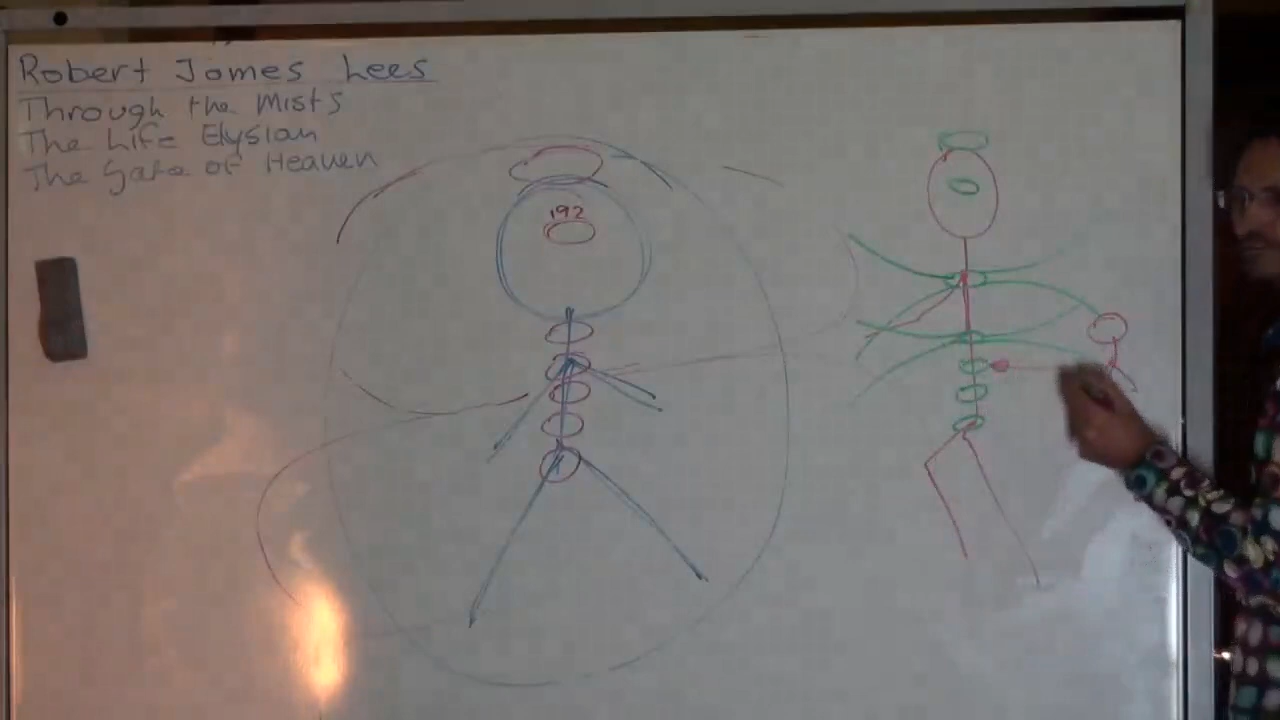 Robert James Lees
Through the Mists
The Life Elysian
The Gate of Heaven
192